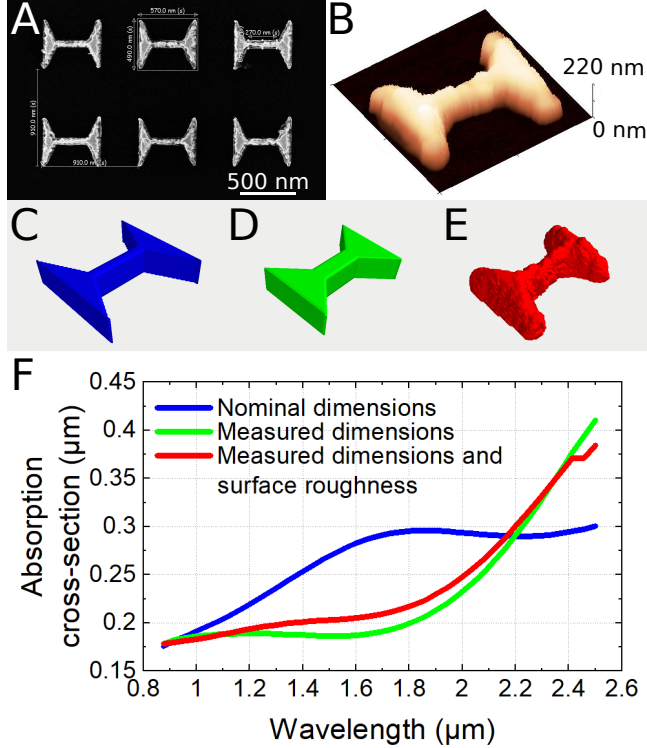 A
570.0 nm (s)
490.0 nm (s)
270.0 nm (s)
910.0 nm (s)
910.0 nm (s)
500 nm
B
220 nm
0 nm
C
D
E
F
0.45
0.4
0.35
0.3
0.25
0.2
0.15
Absorption
cross-section (μm)
Nominal dimensions
Measured dimensions
Measured dimensions and
surface roughness
0.8 1 1.2 1.4 1.6 1.8 2 2.2 2.4 2.6
Wavelength (μm)